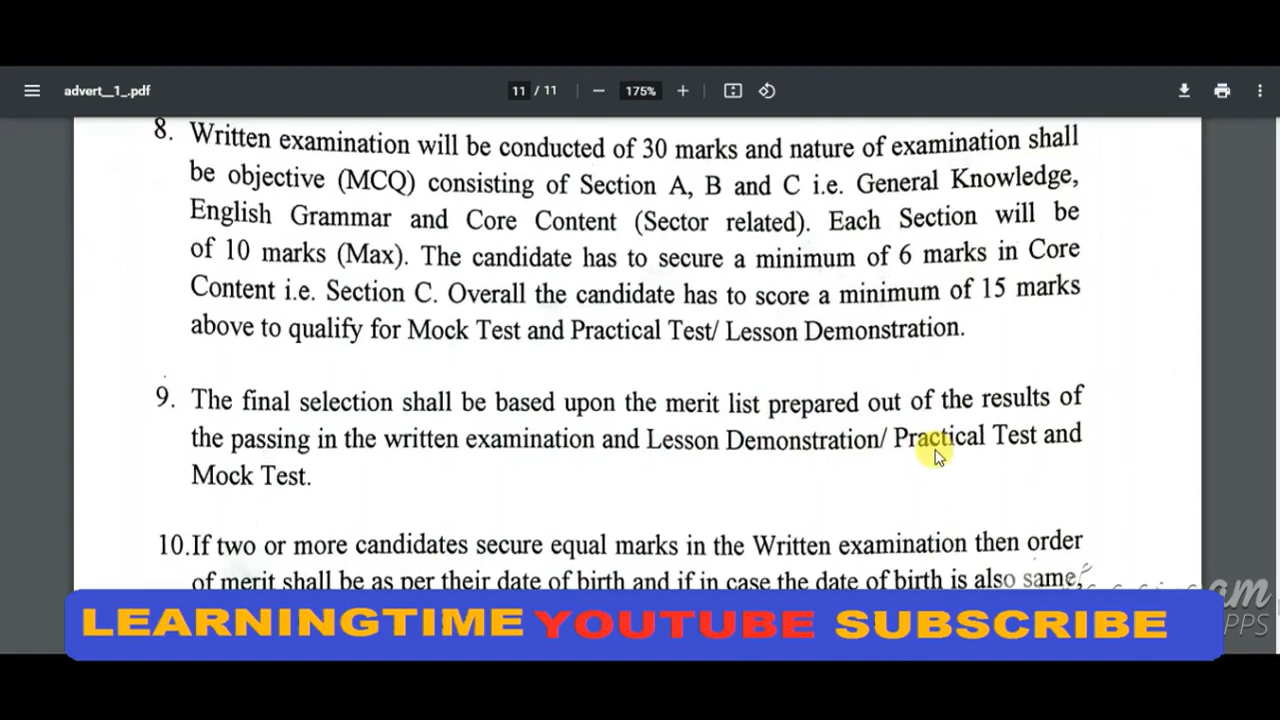 advert__1_.pdf
11 / 11
175%
8. Written examination will be conducted of 30 marks and nature of examination shall
be objective (MCQ) consisting of Section A, B and C i.e. General Knowledge,
English Grammar and Core Content (Sector related). Each Section will be
of 10 marks (Max). The candidate has to secure a minimum of 6 marks in Core
Content i.e. Section C. Overall the candidate has to score a minimum of 15 marks
above to qualify for Mock Test and Practical Test/ Lesson Demonstration.
9. The final selection shall be based upon the merit list prepared out of the results of
the passing in the written examination and Lesson Demonstration/ Practical Test and
Mock Test.
10.If two or more candidates secure equal marks in the Written examination then order
of merit shall be as per their date of birth and if in case the date of birth is also same,
LEARNINGTIME YOUTUBE SUBSCRIBE